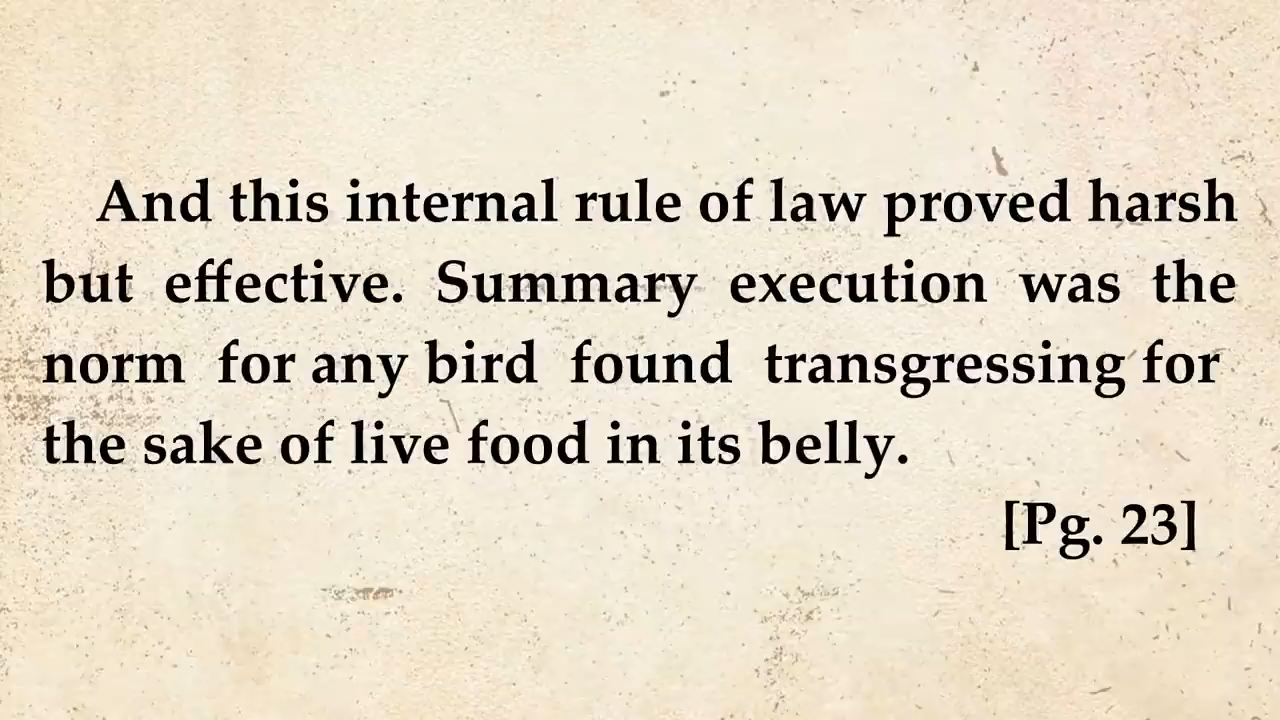 And this internal rule of law proved harsh
but effective. Summary execution was the
norm for any bird found transgressing for
the sake of live food in its belly.
[Pg. 23]